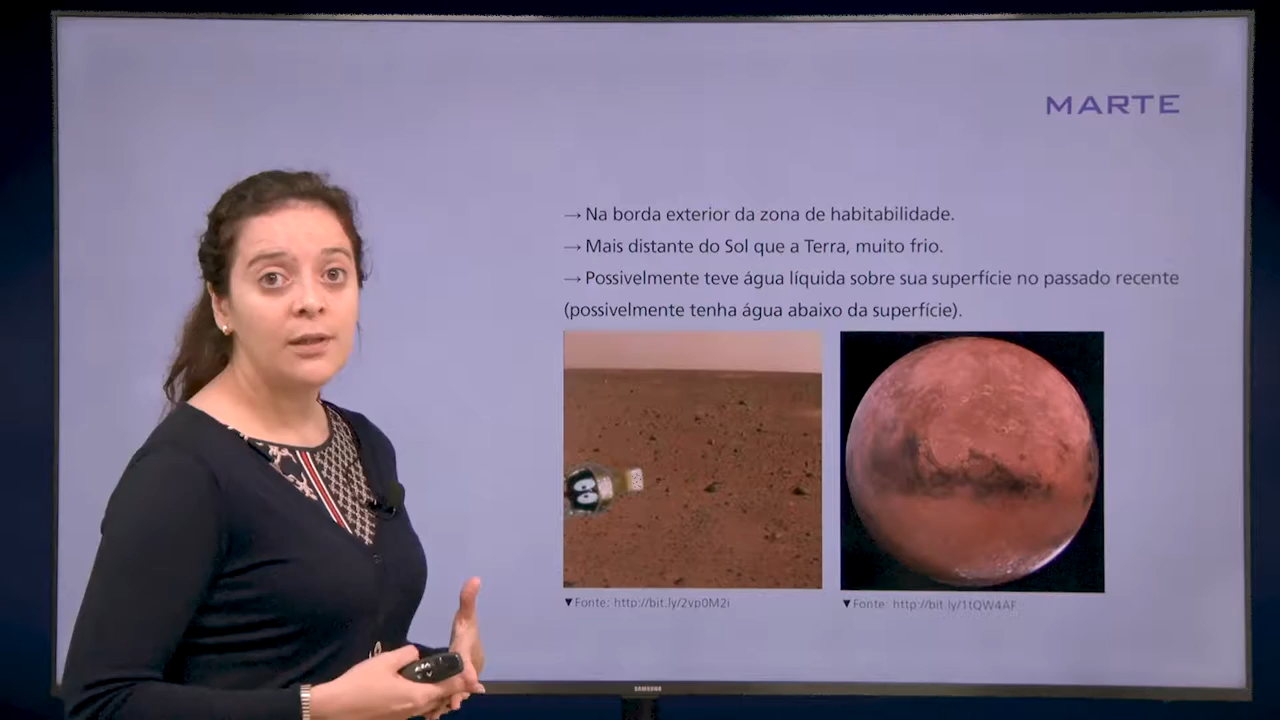 MARTE
→ Na borda exterior da zona de habitabilidade.
→ Mais distante do Sol que a Terra, muito frio.
→ Possivelmente teve água líquida sobre sua superfície no passado recente
(possivelmente tenha água abaixo da superfície).
▼Fonte: http://bit.ly/2vp0M2i
▼Fonte: http://bit.ly/1tQW4AF
SAMSUNG